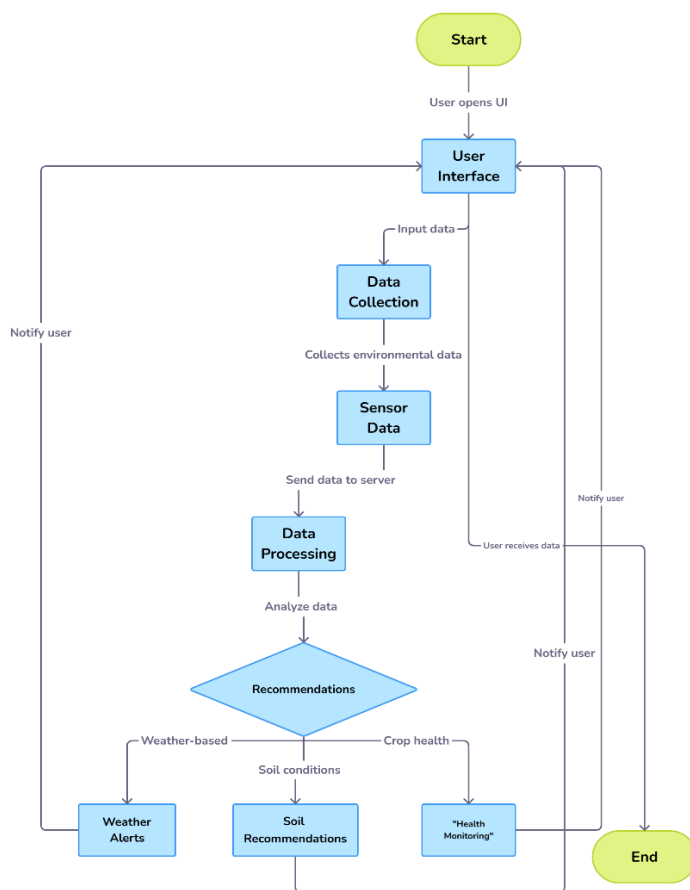 Start
User opens UI
User
Interface
Input data
Data
Collection
Notify user
Collects environmental data
Sensor
Data
Send data to server
Notify user
Data
Processing
User receives data
Analyze data
Notify user
Recommendations
Weather-based
Crop health
Soil conditions
Weather
Alerts
Soil
Recommendations
"Health
Monitoring"
End